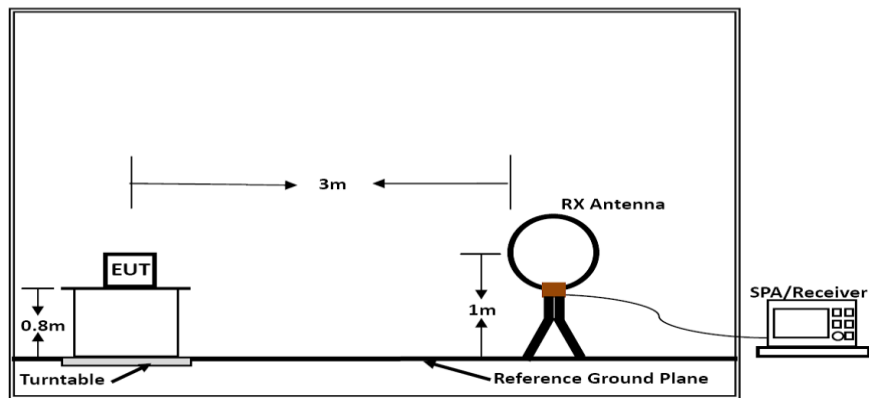 3m
RX Antenna
EUT
SPA/Receiver
0.8m
1m
Turntable
Reference Ground Plane